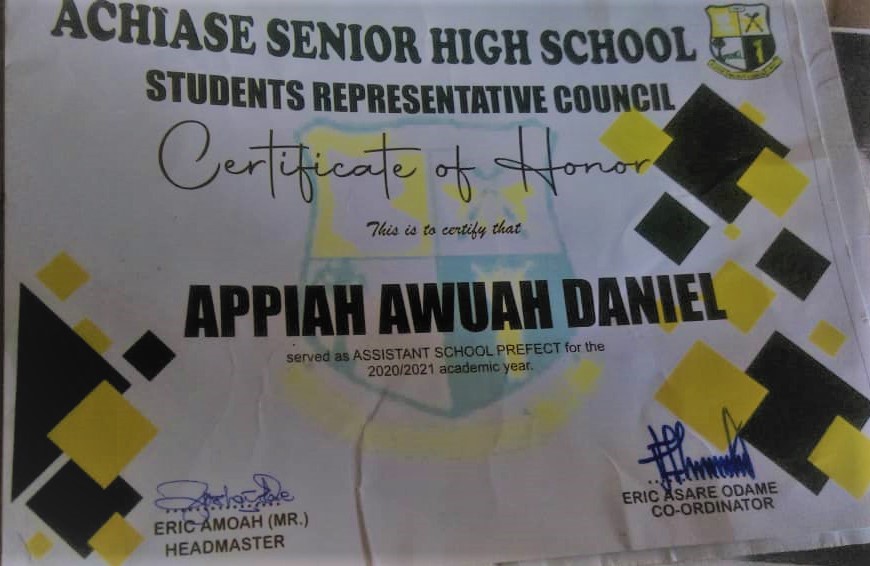 ACHIASE SENIOR HIGH SCHOOL
STUDENTS REPRESENTATIVE COUNCIL
Certificate of Honor
This is to certify that
APPIAH AWUAH DANIEL
served as ASSISTANT SCHOOL PREFECT for the
2020/2021 academic year.
ERIC AMOAH (MR.)
HEADMASTER
ERIC ASARE ODAME
CO-ORDINATOR